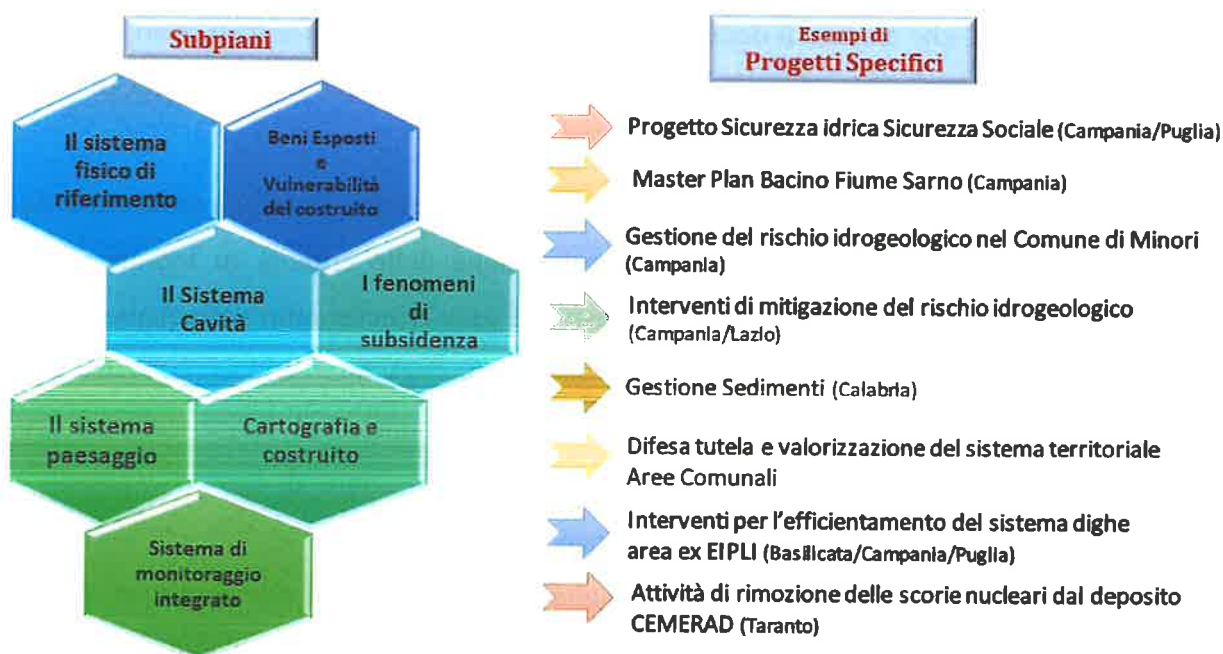 Subpiani
Il sistema
fisico di
riferimento
Beni Esposti
e
Vulnerabilità
del costruito
Il Sistema
Cavità
I fenomeni
di
subsidenza
Il sistema
paesaggio
Cartografia e
costruito
Sistema di
monitoraggio
integrato
Esempi di
Progetti Specifici
Progetto Sicurezza idrica Sicurezza Sociale (Campania/Puglia)
Master Plan Bacino Fiume Sarno (Campania)
Gestione del rischio idrogeologico nel Comune di Minori
(Campania)
Interventi di mitigazione del rischio idrogeologico
(Campania/Lazio)
Gestione Sedimenti (Calabria)
Difesa tutela e valorizzazione del sistema territoriale
Aree Comunali
Interventi per l'efficientamento del sistema dighe
area ex EIPLI (Basilicata/Campania/Puglia)
Attività di rimozione delle scorie nucleari dal deposito
CEMERAD (Taranto)